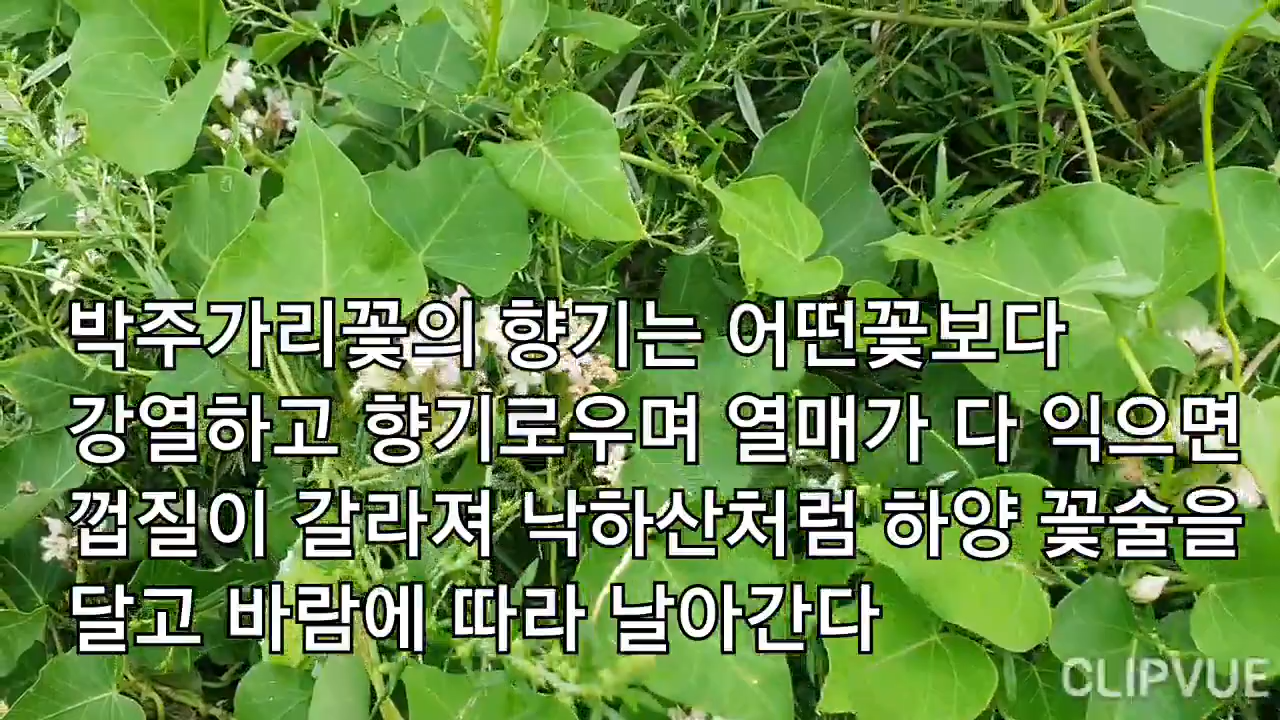 박주가리꽃의 향기는 어떤꽃보다
강열하고 향기로우며 열매가 다 익으면
껍질이 갈라져 낙하산처럼 하양 꽃술을
달고 바람에 따라 날아간다
CLIPVUE